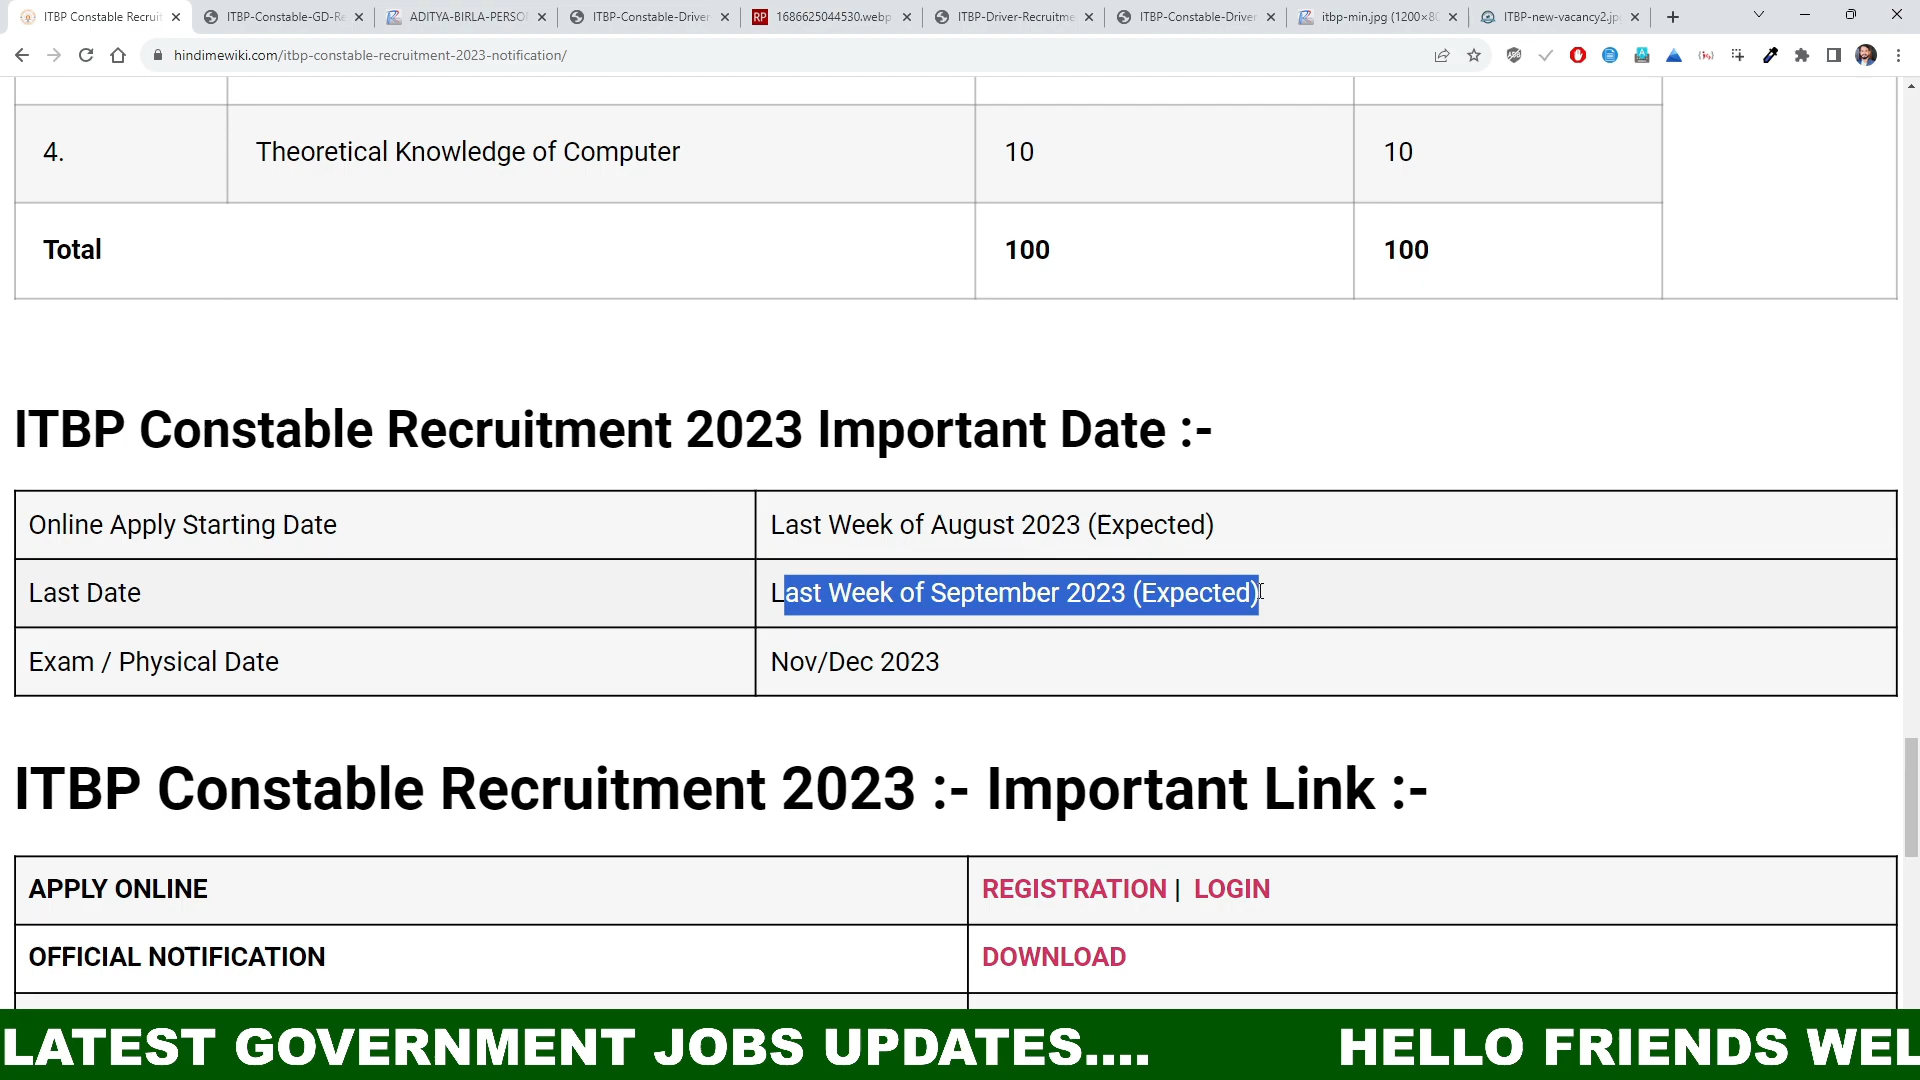 ITBP Constable Recruit
ITBP-Constable-GD-Re
ADITYA-BIRLA-PERSO
ITBP-Constable-Driver
1686625044530.webp
ITBP-Driver-Recruitme
ITBP-Constable-Driver
itbp-min.jpg (1200×80
ITBP-new-vacancy2.jp
hindimewiki.com/itbp-constable-recruitment-2023-notification/
4. Theoretical Knowledge of Computer 10 10
Total 100 100
ITBP Constable Recruitment 2023 Important Date :-
Online Apply Starting Date Last Week of August 2023 (Expected)
Last Date Last Week of September 2023 (Expected)
Exam / Physical Date Nov/Dec 2023
ITBP Constable Recruitment 2023 :- Important Link :-
APPLY ONLINE REGISTRATION | LOGIN
OFFICIAL NOTIFICATION DOWNLOAD
LATEST GOVERNMENT JOBS UPDATES.... HELLO FRIENDS WEL